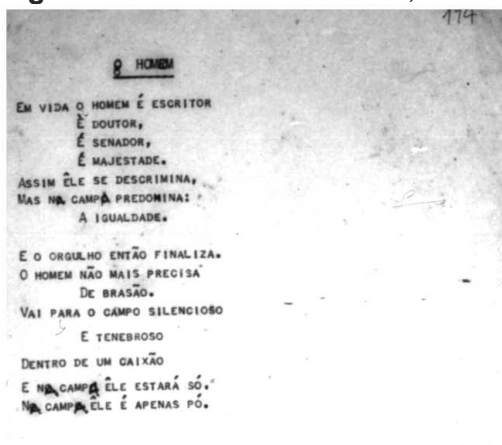 174
O HOMEM
EM VIDA O HOMEM É ESCRITOR
È DOUTOR,
É SENADOR,
É MAJESTADE.
ASSIM ÊLE SE DESCRIMINA,
MAS NA CAMPA PREDOMINA:
A IGUALDADE.
E O ORGULHO ENTÃO FINALIZA.
O HOMEM NÃO MAIS PRECISA
DE BRASÃO.
VAI PARA O CAMPO SILENCIOSO
E TENEBROSO
DENTRO DE UM CAIXÃO
E NA CAMPA ÊLE ESTARÁ SÓ.
NA CAMPA ÊLE É APENAS PÓ.